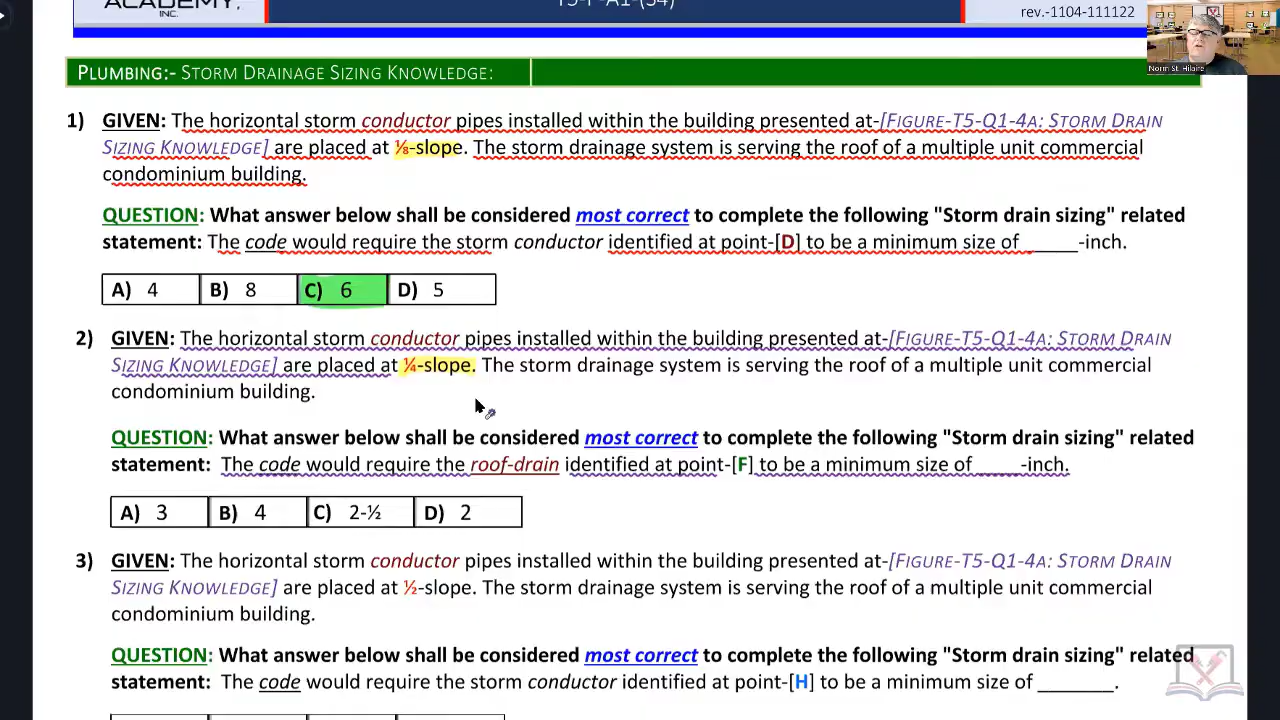 ACADEMY,
INC.
T5-P-A1-(54)
rev.-1104-111122
Norm St. Hilaire
PLUMBING:- STORM DRAINAGE SIZING KNOWLEDGE:
1) GIVEN: The horizontal storm conductor pipes installed within the building presented at-[FIGURE-T5-Q1-4A: STORM DRAIN
SIZING KNOWLEDGE] are placed at ⅛-slope. The storm drainage system is serving the roof of a multiple unit commercial
condominium building.
QUESTION: What answer below shall be considered most correct to complete the following "Storm drain sizing" related
statement: The code would require the storm conductor identified at point-[D] to be a minimum size of _____-inch.
A) 4 B) 8 C) 6 D) 5
2) GIVEN: The horizontal storm conductor pipes installed within the building presented at-[FIGURE-T5-Q1-4A: STORM DRAIN
SIZING KNOWLEDGE] are placed at ¼-slope. The storm drainage system is serving the roof of a multiple unit commercial
condominium building.
QUESTION: What answer below shall be considered most correct to complete the following "Storm drain sizing" related
statement: The code would require the roof-drain identified at point-[F] to be a minimum size of _____-inch.
A) 3 B) 4 C) 2-½ D) 2
3) GIVEN: The horizontal storm conductor pipes installed within the building presented at-[FIGURE-T5-Q1-4A: STORM DRAIN
SIZING KNOWLEDGE] are placed at ½-slope. The storm drainage system is serving the roof of a multiple unit commercial
condominium building.
QUESTION: What answer below shall be considered most correct to complete the following "Storm drain sizing" related
statement: The code would require the storm conductor identified at point-[H] to be a minimum size of _______.